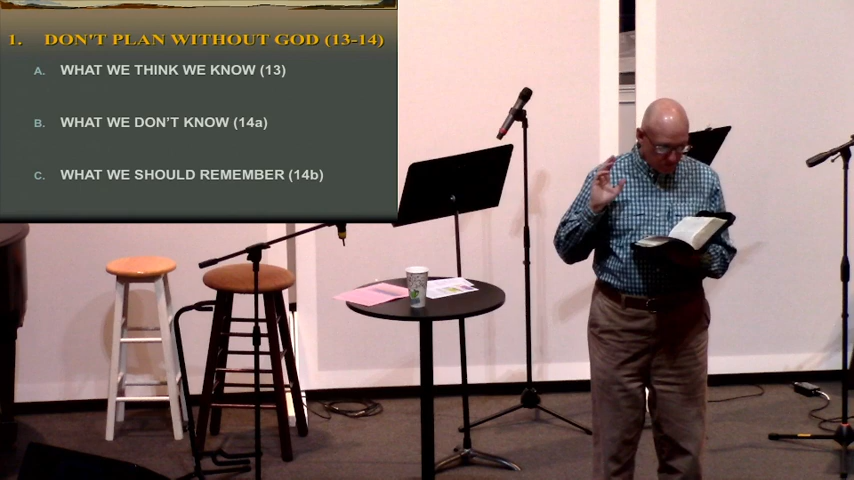 1. DON'T PLAN WITHOUT GOD (13-14)
A. WHAT WE THINK WE KNOW (13)
B. WHAT WE DON'T KNOW (14a)
C. WHAT WE SHOULD REMEMBER (14b)